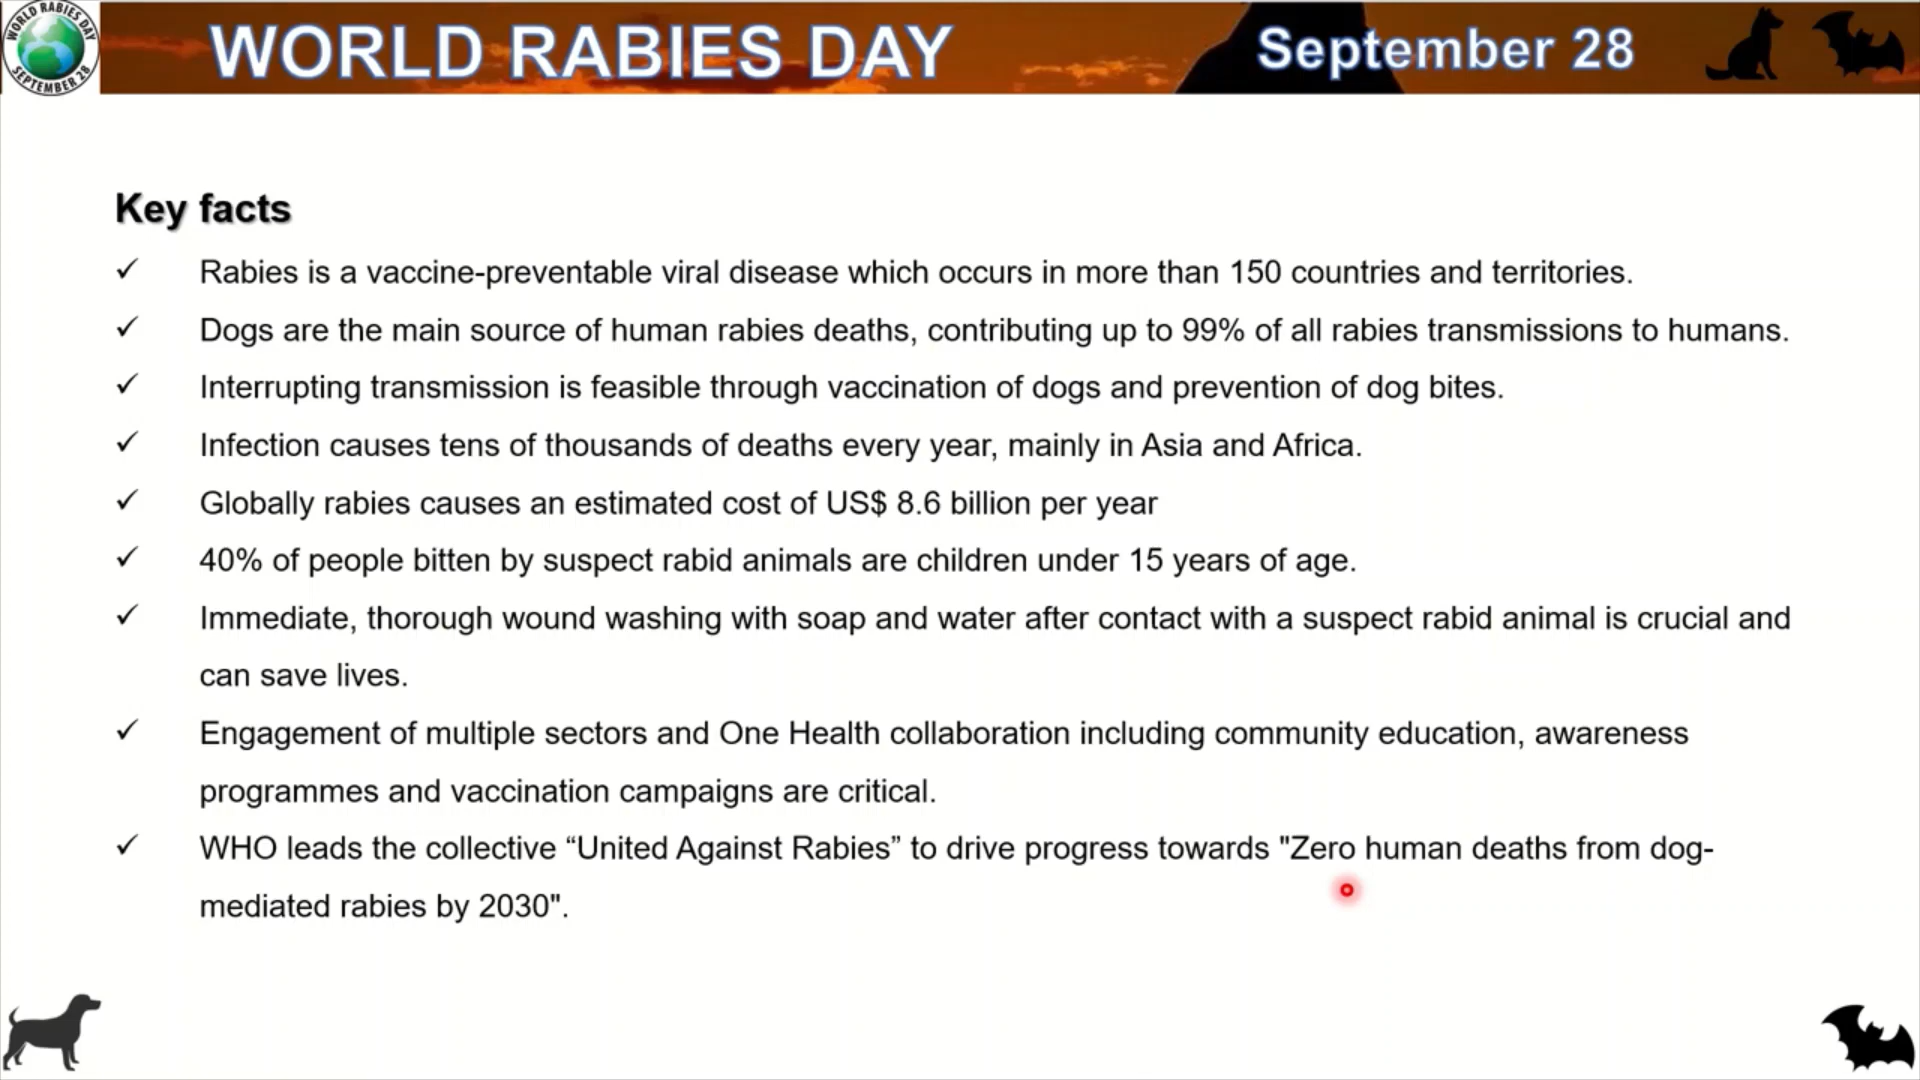 WORLD RABIES DAY
SEPTEMBER 28
WORLD RABIES DAY
September 28
Key facts
✓ Rabies is a vaccine-preventable viral disease which occurs in more than 150 countries and territories.
✓ Dogs are the main source of human rabies deaths, contributing up to 99% of all rabies transmissions to humans.
✓ Interrupting transmission is feasible through vaccination of dogs and prevention of dog bites.
✓ Infection causes tens of thousands of deaths every year, mainly in Asia and Africa.
✓ Globally rabies causes an estimated cost of US$ 8.6 billion per year
✓ 40% of people bitten by suspect rabid animals are children under 15 years of age.
✓ Immediate, thorough wound washing with soap and water after contact with a suspect rabid animal is crucial and
can save lives.
✓ Engagement of multiple sectors and One Health collaboration including community education, awareness
programmes and vaccination campaigns are critical.
✓ WHO leads the collective “United Against Rabies” to drive progress towards "Zero human deaths from dog-
mediated rabies by 2030".